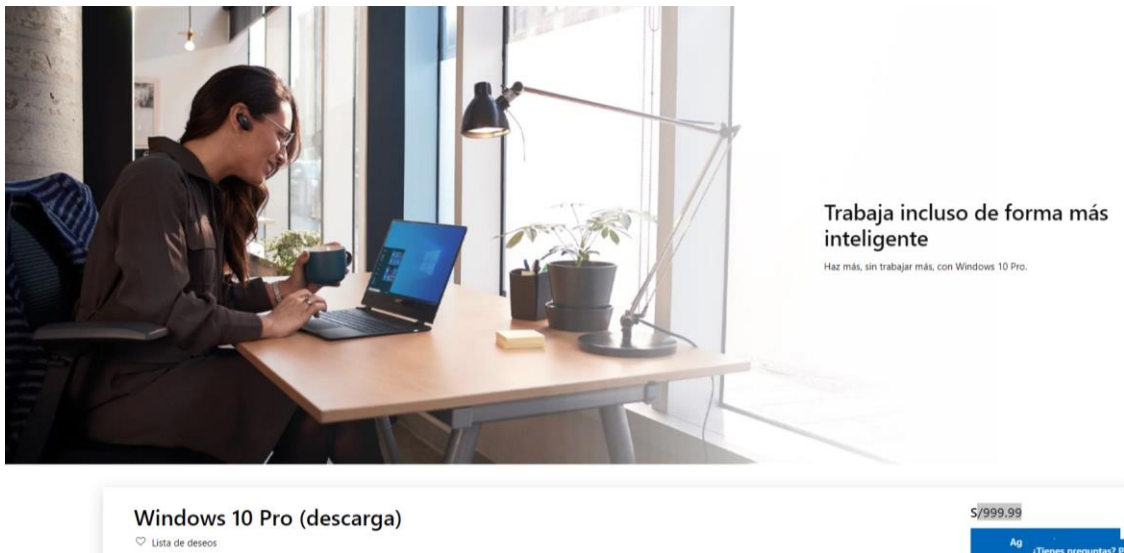 Trabaja incluso de forma más
inteligente
Haz más, sin trabajar más, con Windows 10 Pro.
Windows 10 Pro (descarga)
S/999.99
Lista de deseos
Ag
¿Tienes preguntas?